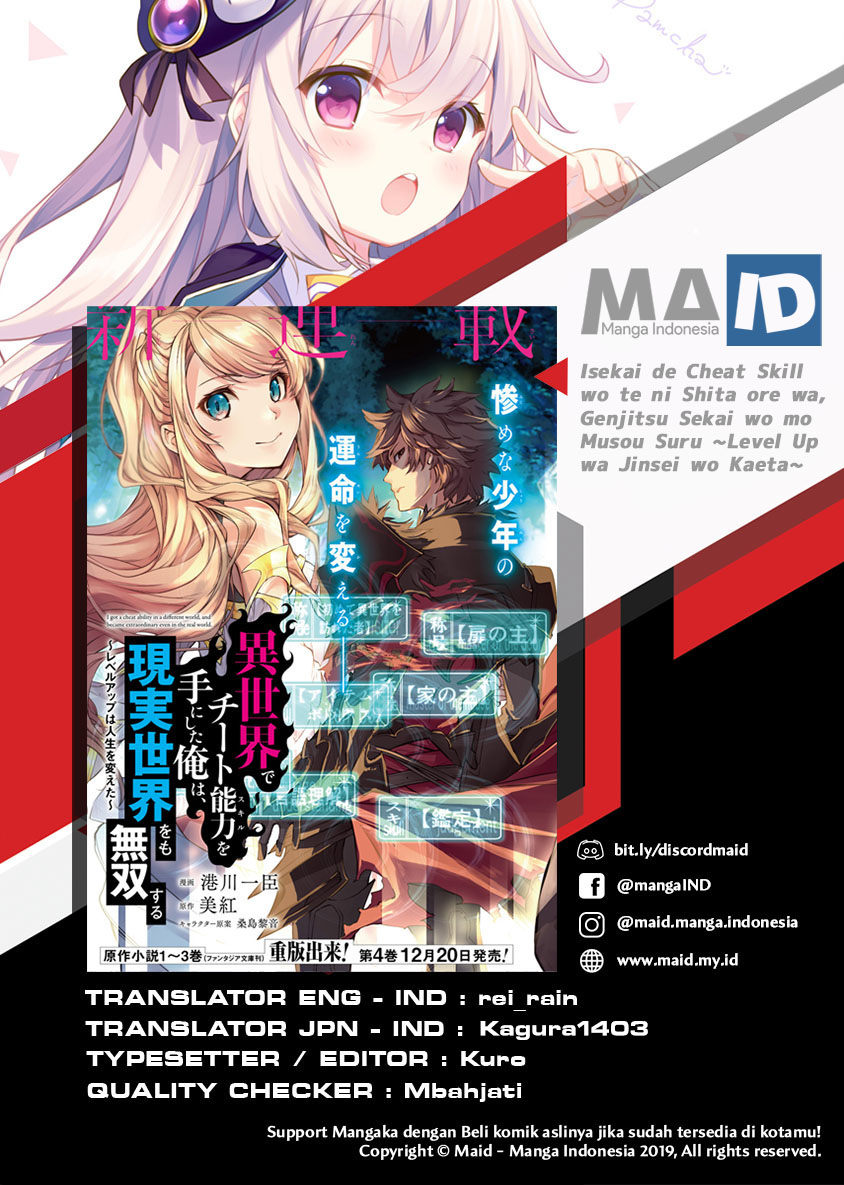 Pamcha
MA ID
Manga Indonesia
Isekai de Cheat Skill
wo te ni Shita ore wa,
Genjitsu Sekai wo mo
Musou Suru ~Level Up
wa Jinsei wo Kaeta~
新連載
惨めな少年の
運命を変える
称号【扉の主】
【家の主】
スキル
skill
【鑑定】
I got a cheat ability in a different world, and
became extraordinary even in the real world.
異世界で
チート能力を
スキル
手にした俺は、
現実世界をも
無双する
～レベルアップは人生を変えた～
漫画 港川一臣
原作 美紅
キャラクター原案 桑島黎音
原作小説1～3巻(ファンタジア文庫刊)重版出来! 第4巻12月20日発売!
bit.ly/discordmaid
@mangaIND
@maid.manga.indonesia
www.maid.my.id
TRANSLATOR ENG - IND : rei_rain
TRANSLATOR JPN - IND : Kagura1403
TYPESETTER / EDITOR : Kuro
QUALITY CHECKER : Mbahjati
Support Mangaka dengan Beli komik aslinya jika sudah tersedia di kotamu!
Copyright © Maid - Manga Indonesia 2019, All rights reserved.